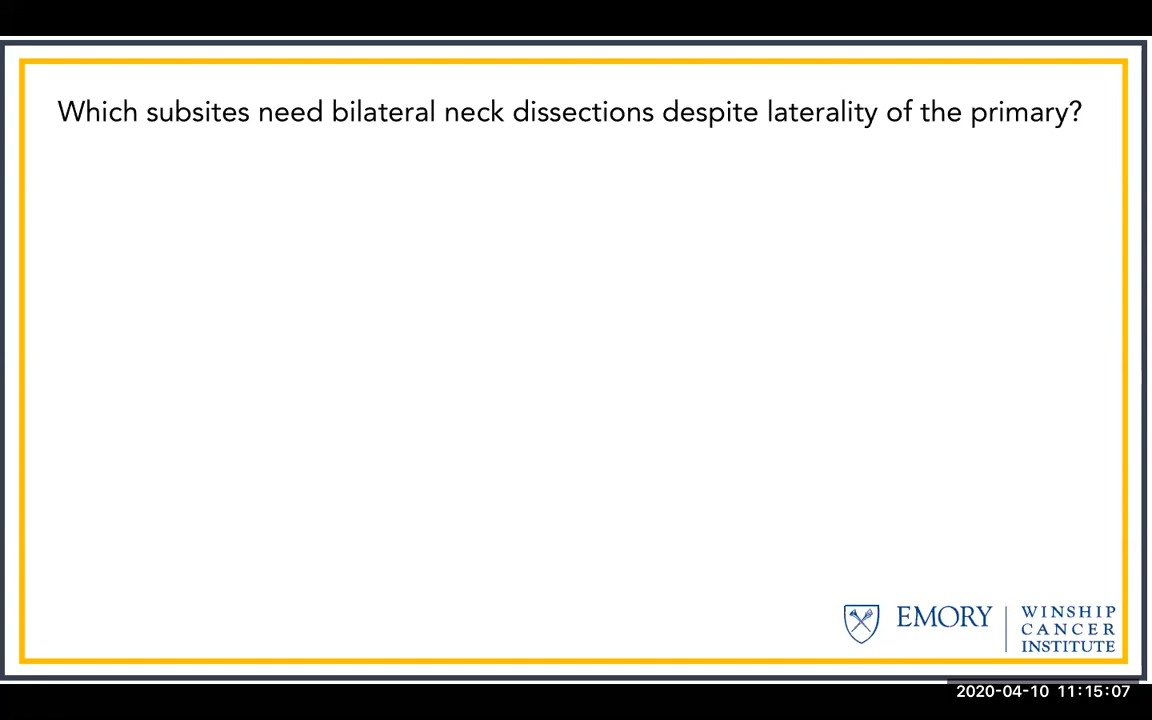 Which subsites need bilateral neck dissections despite laterality of the primary?
EMORY
WINSHIP
CANCER
INSTITUTE
2020-04-10 11:15:07